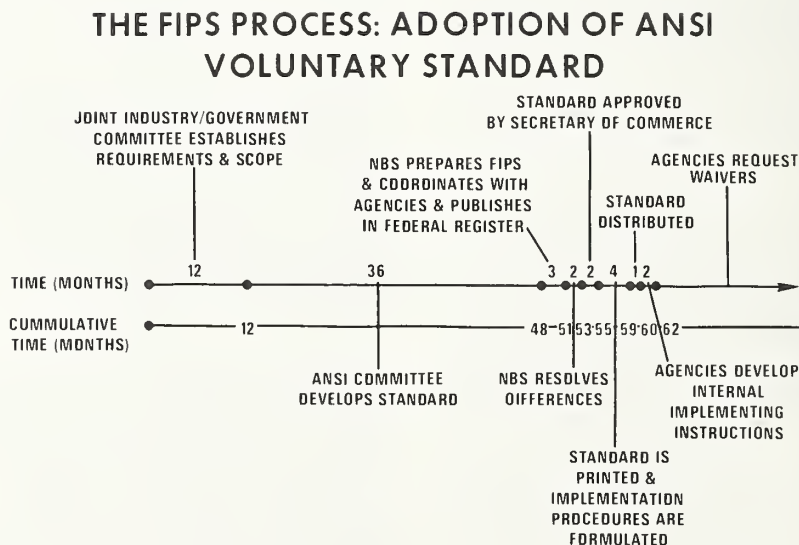 THE FIPS PROCESS: ADOPTION OF ANSI
VOLUNTARY STANDARD
JOINT INDUSTRY/GOVERNMENT
COMMITTEE ESTABLISHES
REQUIREMENTS & SCOPE
NBS PREPARES FIPS
& COORDINATES WITH
AGENCIES & PUBLISHES
IN FEDERAL REGISTER
STANDARD APPROVED
BY SECRETARY OF COMMERCE
STANDARD
DISTRIBUTED
AGENCIES REQUEST
WAIVERS
TIME (MONTHS)
12 36 3 2 2 4 1 2
CUMMULATIVE
TIME (MONTHS)
12 48 51 53 55 59 60 62
ANSI COMMITTEE
DEVELOPS STANDARD
NBS RESOLVES
DIFFERENCES
STANDARD IS
PRINTED &
IMPLEMENTATION
PROCEDURES ARE
FORMULATED
AGENCIES DEVELOP
INTERNAL
IMPLEMENTING
INSTRUCTIONS